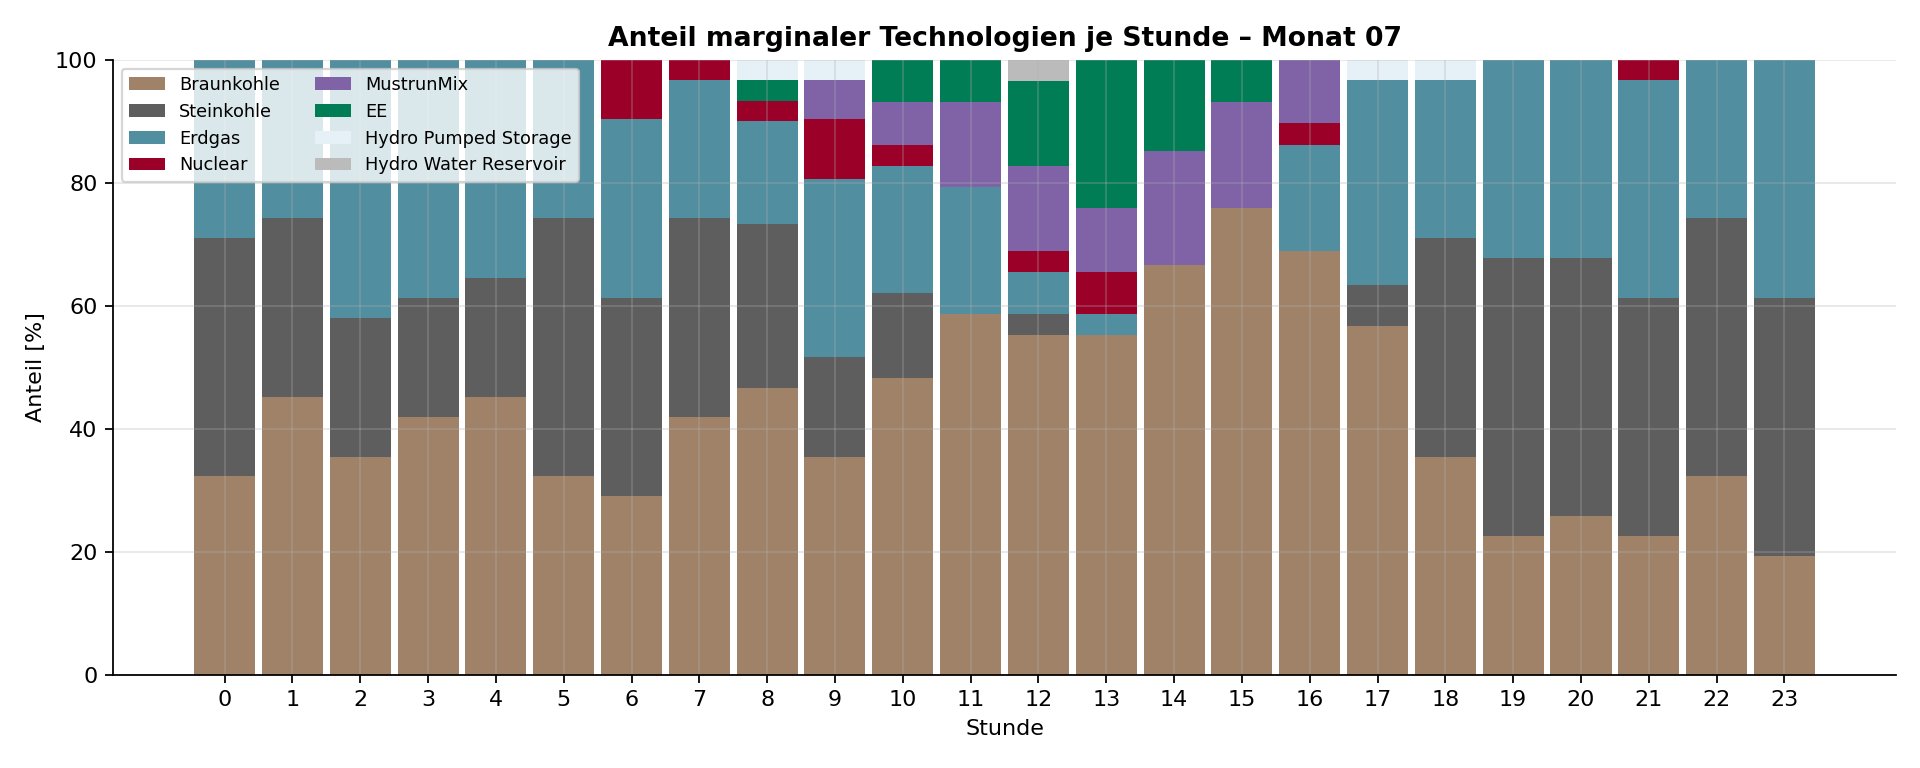 Anteil marginaler Technologien je Stunde – Monat 07
Anteil [%]
100
80
60
40
20
0
Braunkohle
Steinkohle
Erdgas
Nuclear
MustrunMix
EE
Hydro Pumped Storage
Hydro Water Reservoir
0 1 2 3 4 5 6 7 8 9 10 11 12 13 14 15 16 17 18 19 20 21 22 23
Stunde